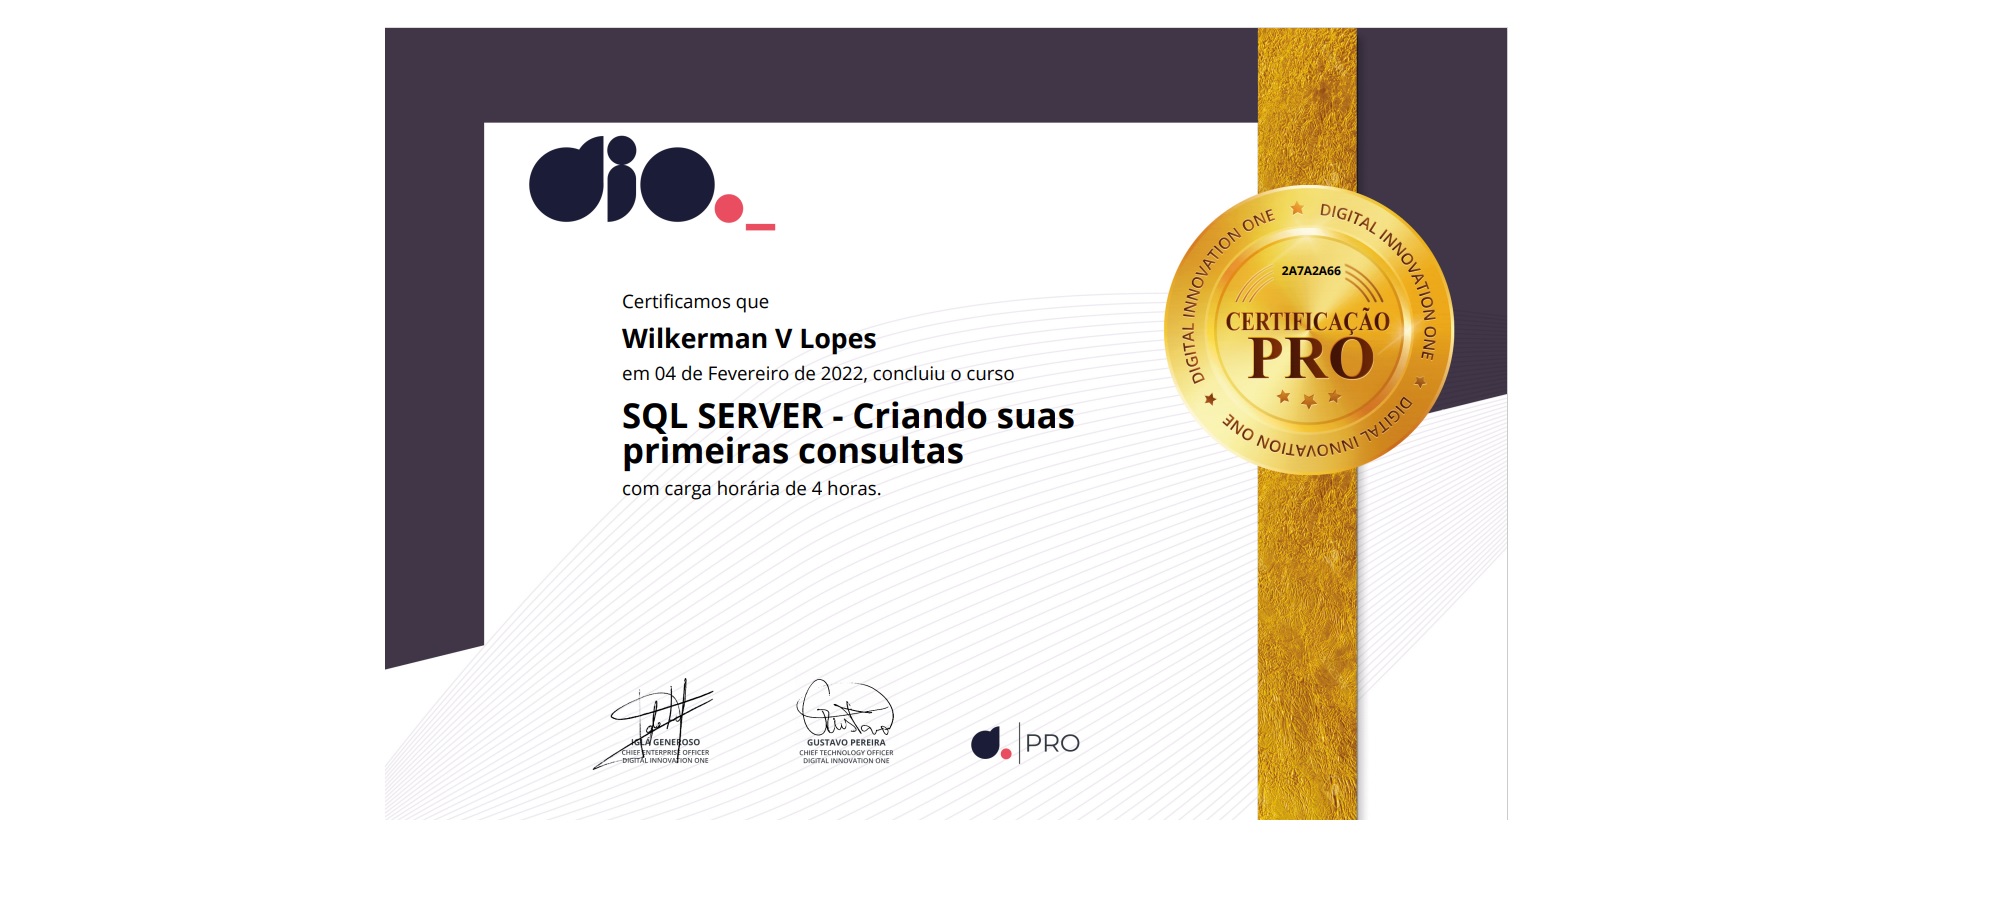 dio._
Certificamos que
Wilkerman V Lopes
em 04 de Fevereiro de 2022, concluiu o curso
SQL SERVER - Criando suas
primeiras consultas
com carga horária de 4 horas.
DIGITAL INNOVATION ONE ★ DIGITAL INNOVATION ONE ★ DIGITAL INNOVATION ONE ★
2A7A2A66
CERTIFICAÇÃO
PRO
IGLÁ GENEROSO
CHIEF ENTERPRISE OFFICER
DIGITAL INNOVATION ONE
Gustavo
GUSTAVO PEREIRA
CHIEF TECHNOLOGY OFFICER
DIGITAL INNOVATION ONE
d. | PRO